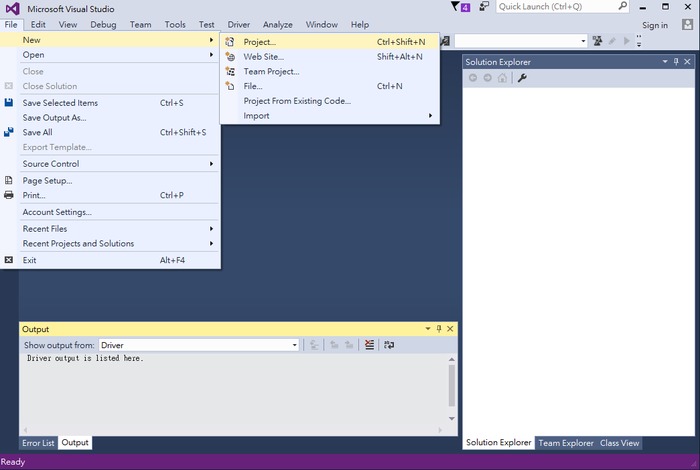 Microsoft Visual Studio
4
Quick Launch (Ctrl+Q)
File Edit View Debug Team Tools Test Driver Analyze Window Help
Sign in
New
Open
Close
Close Solution
Save Selected Items Ctrl+S
Save Output As...
Save All Ctrl+Shift+S
Export Template...
Source Control
Page Setup...
Print... Ctrl+P
Account Settings...
Recent Files
Recent Projects and Solutions
Exit Alt+F4
Project... Ctrl+Shift+N
Web Site... Shift+Alt+N
Team Project...
File... Ctrl+N
Project From Existing Code...
Import
Solution Explorer
Output
Show output from: Driver
Driver output is listed here.
Error List Output
Solution Explorer Team Explorer Class View
Ready